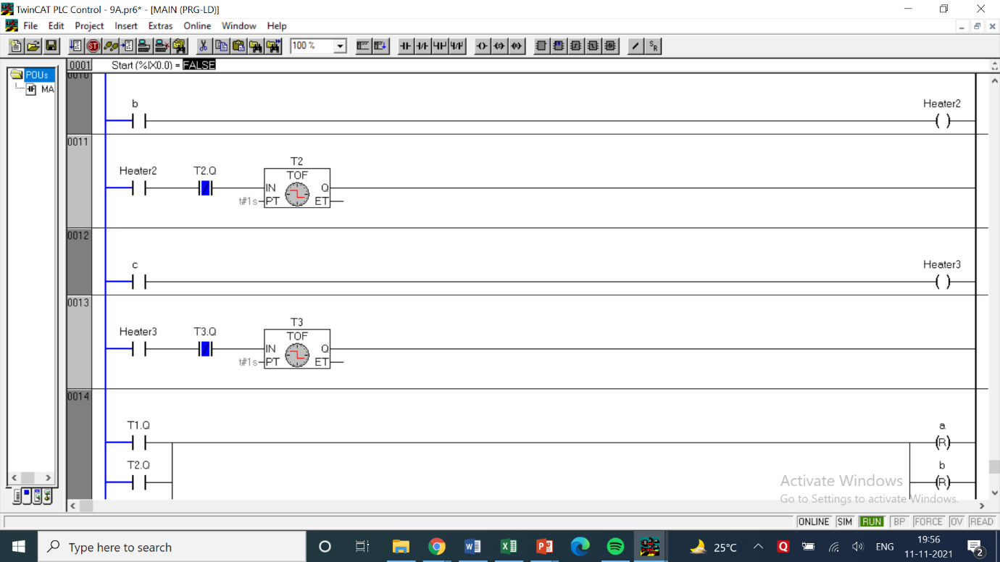 TwinCAT PLC Control - 9A.pr6* - [MAIN (PRG-LD)]
File Edit Project Insert Extras Online Window Help
100 %
POUs
MA
0001 Start (%IX0.0) = FALSE
0010
b Heater2
0011
Heater2 T2.Q T2
TOF
IN Q
t#1s PT ET
0012
c Heater3
0013
Heater3 T3.Q T3
TOF
IN Q
t#1s PT ET
0014
T1.Q a
R
T2.Q b
R
Activate Windows
Go to Settings to activate Windows.
ONLINE SIM RUN BP FORCE OV READ
Type here to search
25°C ENG 19:56
11-11-2021
2